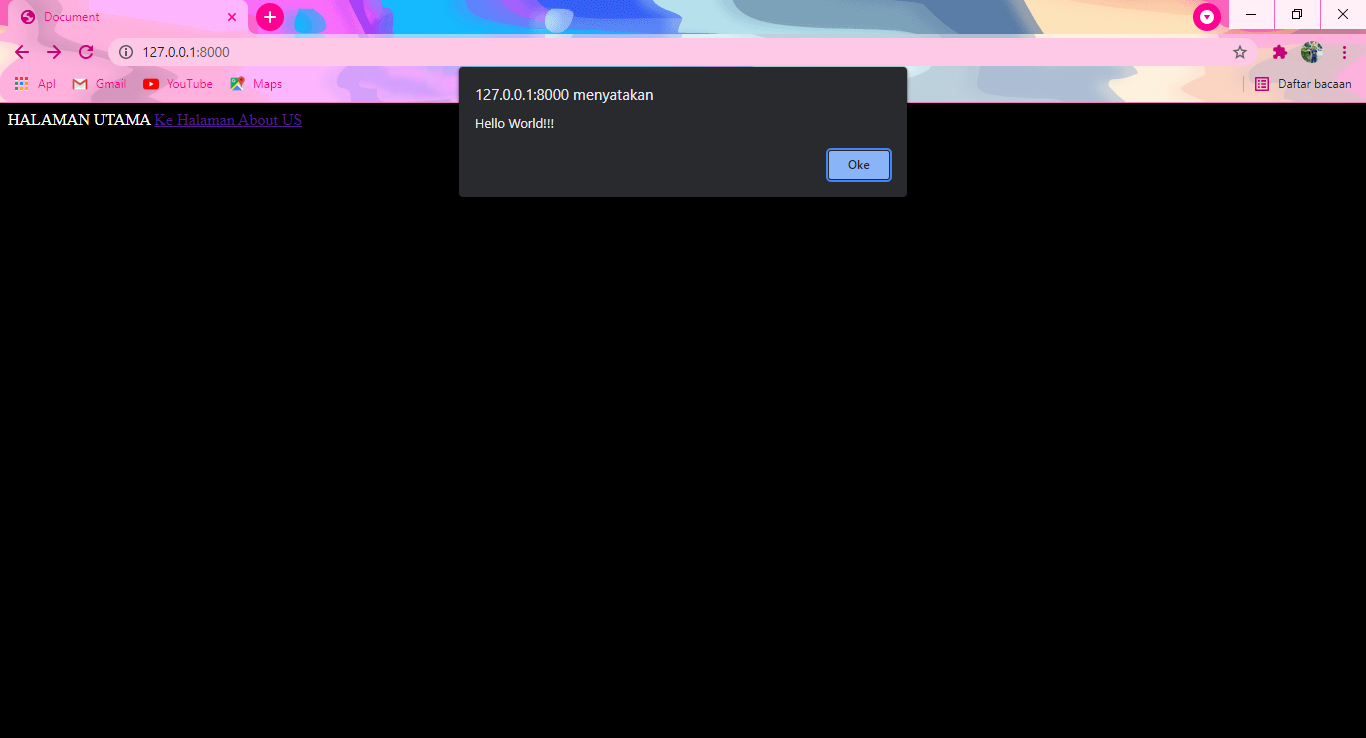 Document
127.0.0.1:8000
Apl Gmail YouTube Maps Daftar bacaan
127.0.0.1:8000 menyatakan
Hello World!!!
Oke
HALAMAN UTAMA Ke Halaman About US